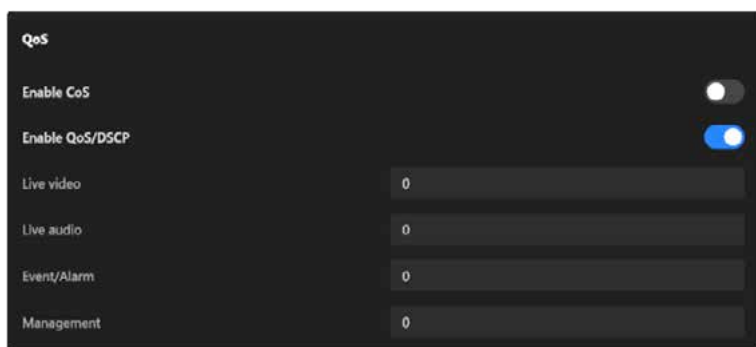 QoS
Enable CoS
Enable QoS/DSCP
Live video 0
Live audio 0
Event/Alarm 0
Management 0